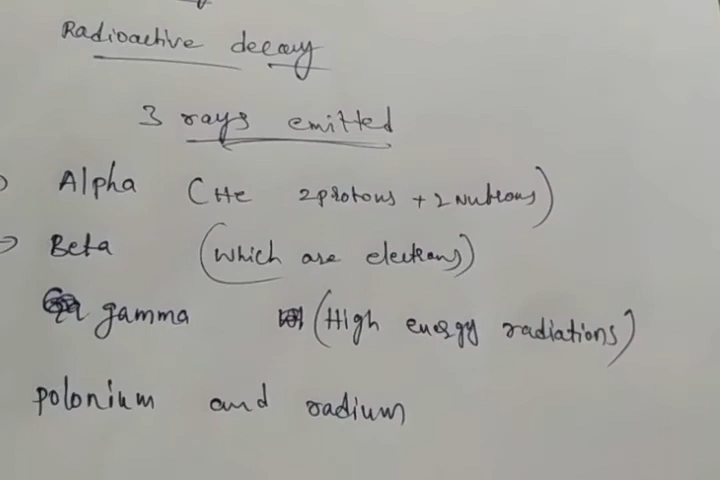 Radioactive decay
3 rays emitted
Alpha (He 2protons + 2 Nutrons)
Beta (which are electrons)
gamma (High energy radiations)
polonium and radium